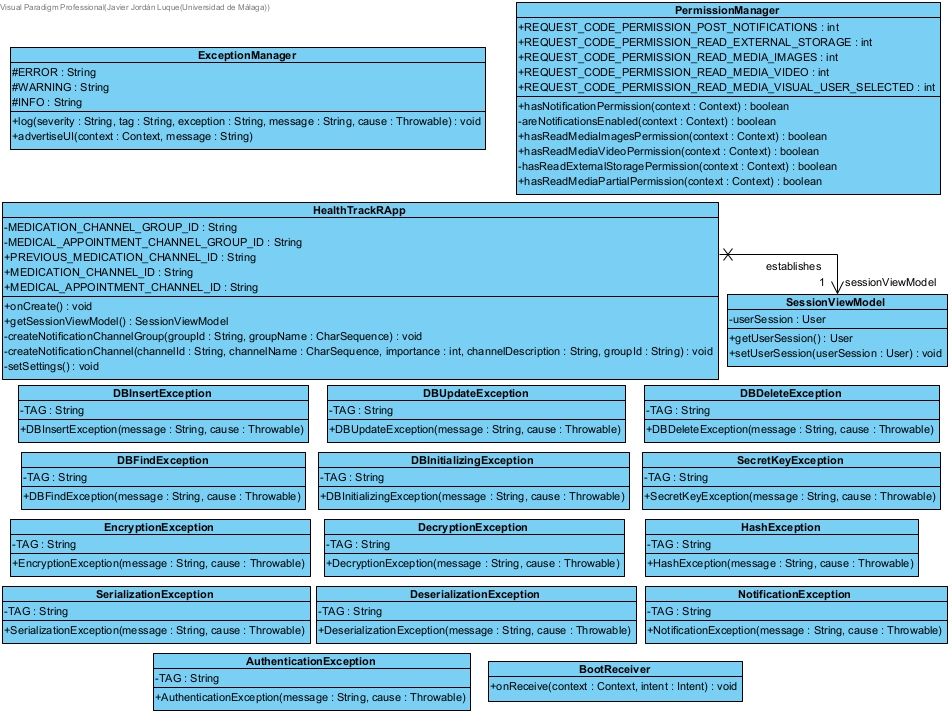 Visual Paradigm Professional(Javier Jordán Luque(Universidad de Málaga))
PermissionManager
+REQUEST_CODE_PERMISSION_POST_NOTIFICATIONS : int
+REQUEST_CODE_PERMISSION_READ_EXTERNAL_STORAGE : int
+REQUEST_CODE_PERMISSION_READ_MEDIA_IMAGES : int
+REQUEST_CODE_PERMISSION_READ_MEDIA_VIDEO : int
+REQUEST_CODE_PERMISSION_READ_MEDIA_VISUAL_USER_SELECTED : int
+hasNotificationPermission(context : Context) : boolean
-areNotificationsEnabled(context : Context) : boolean
+hasReadMediaImagesPermission(context : Context) : boolean
+hasReadMediaVideoPermission(context : Context) : boolean
-hasReadExternalStoragePermission(context : Context) : boolean
+hasReadMediaPartialPermission(context : Context) : boolean
ExceptionManager
#ERROR : String
#WARNING : String
#INFO : String
+log(severity : String, tag : String, exception : String, message : String, cause : Throwable) : void
+advertiseUI(context : Context, message : String)
HealthTrackRApp
-MEDICATION_CHANNEL_GROUP_ID : String
-MEDICAL_APPOINTMENT_CHANNEL_GROUP_ID : String
+PREVIOUS_MEDICATION_CHANNEL_ID : String
+MEDICATION_CHANNEL_ID : String
+MEDICAL_APPOINTMENT_CHANNEL_ID : String
+onCreate() : void
+getSessionViewModel() : SessionViewModel
-createNotificationChannelGroup(groupId : String, groupName : CharSequence) : void
-createNotificationChannel(channelId : String, channelName : CharSequence, importance : int, channelDescription : String, groupId : String) : void
-setSettings() : void
establishes
1
sessionViewModel
SessionViewModel
-userSession : User
+getUserSession() : User
+setUserSession(userSession : User) : void
DBInsertException
-TAG : String
+DBInsertException(message : String, cause : Throwable)
DBUpdateException
-TAG : String
+DBUpdateException(message : String, cause : Throwable)
DBDeleteException
-TAG : String
+DBDeleteException(message : String, cause : Throwable)
DBFindException
-TAG : String
+DBFindException(message : String, cause : Throwable)
DBInitializingException
-TAG : String
+DBInitializingException(message : String, cause : Throwable)
SecretKeyException
-TAG : String
+SecretKeyException(message : String, cause : Throwable)
EncryptionException
-TAG : String
+EncryptionException(message : String, cause : Throwable)
DecryptionException
-TAG : String
+DecryptionException(message : String, cause : Throwable)
HashException
-TAG : String
+HashException(message : String, cause : Throwable)
SerializationException
-TAG : String
+SerializationException(message : String, cause : Throwable)
DeserializationException
-TAG : String
+DeserializationException(message : String, cause : Throwable)
NotificationException
-TAG : String
+NotificationException(message : String, cause : Throwable)
AuthenticationException
-TAG : String
+AuthenticationException(message : String, cause : Throwable)
BootReceiver
+onReceive(context : Context, intent : Intent) : void